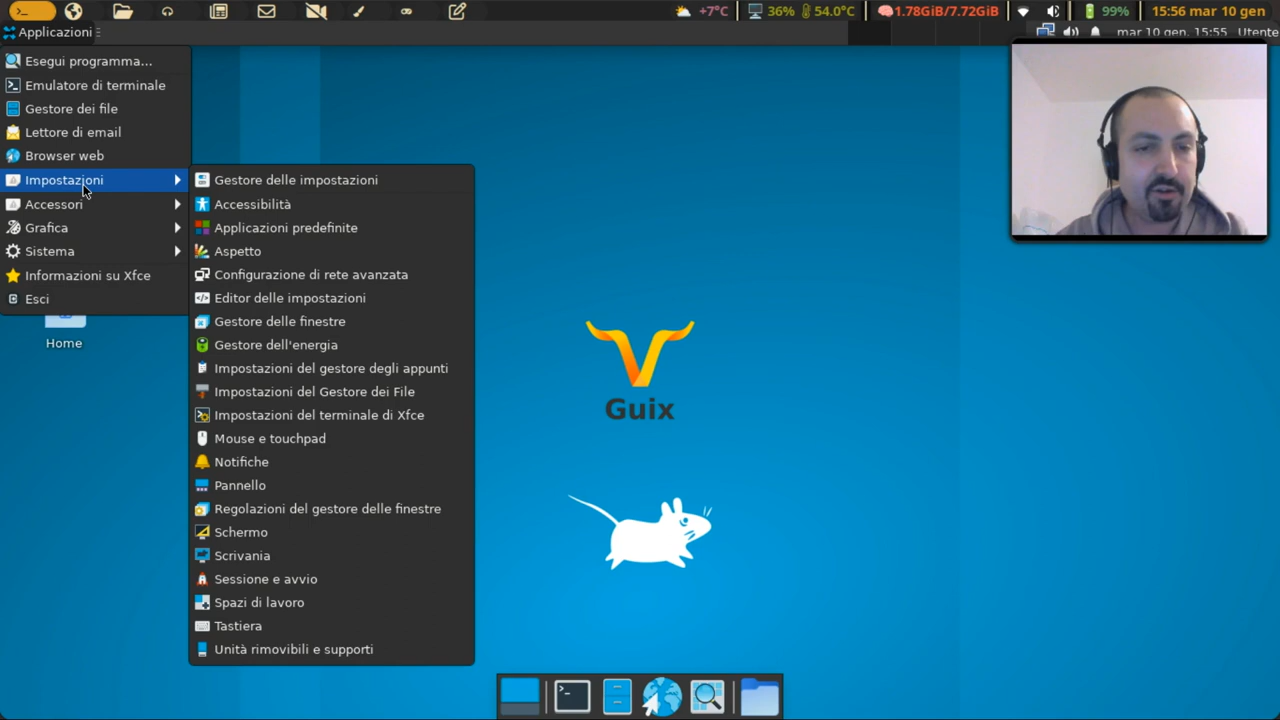 +7°C
36%
54.0°C
1.78GiB/7.72GiB
99%
15:56 mar 10 gen
Applicazioni
mar 10 gen, 15:55
Utente
Esegui programma...
Emulatore di terminale
Gestore dei file
Lettore di email
Browser web
Impostazioni
Accessori
Grafica
Sistema
Informazioni su Xfce
Esci
Home
Gestore delle impostazioni
Accessibilità
Applicazioni predefinite
Aspetto
Configurazione di rete avanzata
Editor delle impostazioni
Gestore delle finestre
Gestore dell'energia
Impostazioni del gestore degli appunti
Impostazioni del Gestore dei File
Impostazioni del terminale di Xfce
Mouse e touchpad
Notifiche
Pannello
Regolazioni del gestore delle finestre
Schermo
Scrivania
Sessione e avvio
Spazi di lavoro
Tastiera
Unità rimovibili e supporti
Guix